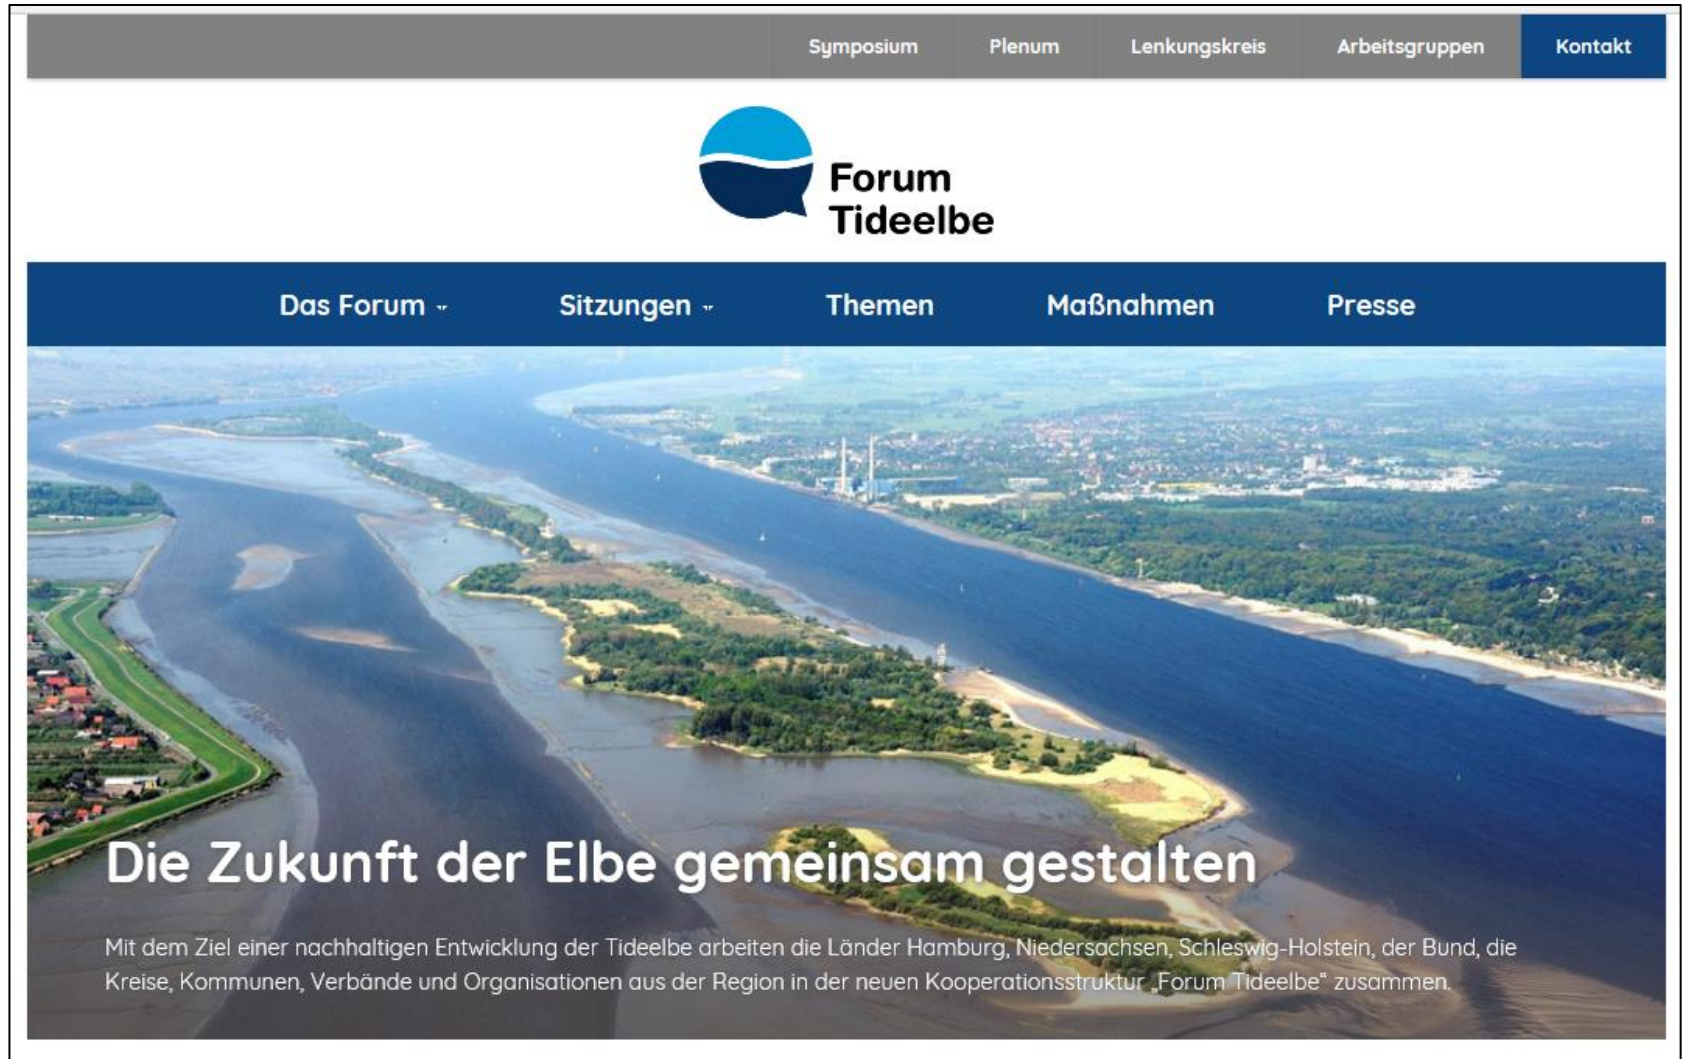 Symposium Plenum Lenkungskreis Arbeitsgruppen Kontakt
Forum
Tideelbe
Das Forum Sitzungen Themen Maßnahmen Presse
Die Zukunft der Elbe gemeinsam gestalten
Mit dem Ziel einer nachhaltigen Entwicklung der Tideelbe arbeiten die Länder Hamburg, Niedersachsen, Schleswig-Holstein, der Bund, die
Kreise, Kommunen, Verbände und Organisationen aus der Region in der neuen Kooperationsstruktur „Forum Tideelbe“ zusammen.